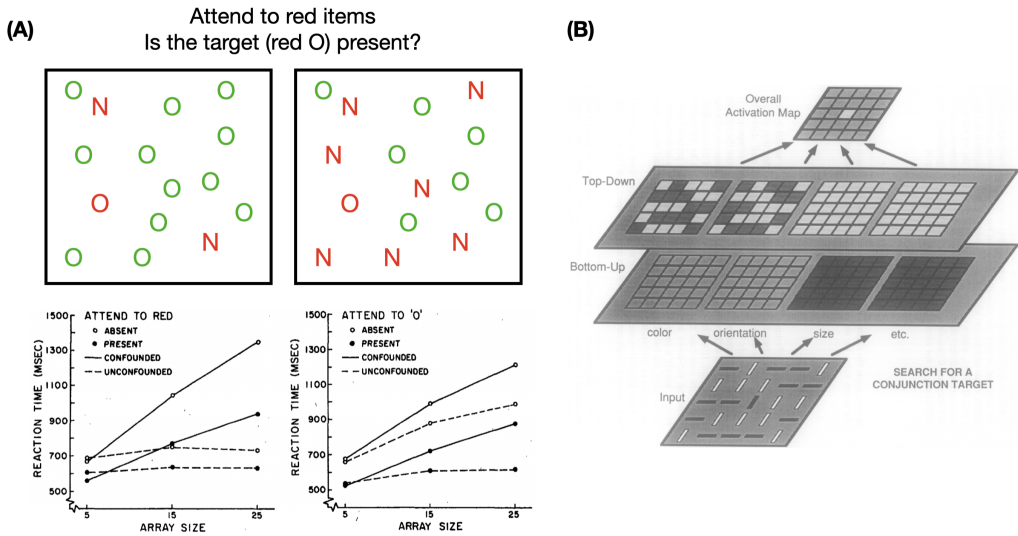 (A)
Attend to red items
Is the target (red O) present?
O
N
O
O
O
O
O
O
O
O
O
O
N
O
O
O
N
O
N
O
N
O
N
O
O
O
O
N
N
N
N
1500
1300
1100
900
700
500
REACTION TIME (MSEC)
ATTEND TO RED
ABSENT
PRESENT
CONFOUNDED
UNCONFOUNDED
5 15 25
ARRAY SIZE
1500
1300
1100
900
700
500
REACTION TIME (MSEC)
ATTEND TO 'O'
ABSENT
PRESENT
CONFOUNDED
UNCONFOUNDED
5 15 25
ARRAY SIZE
(B)
Overall
Activation Map
Top-Down
Bottom-Up
color orientation size etc.
Input
SEARCH FOR A
CONJUNCTION TARGET